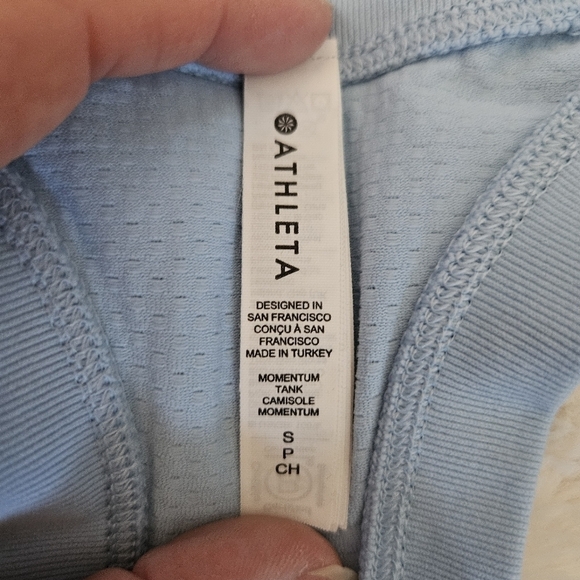 ATHLETA
DESIGNED IN
SAN FRANCISCO
CONÇU À SAN
FRANCISCO
MADE IN TURKEY
MOMENTUM
TANK
CAMISOLE
MOMENTUM
S
P
CH